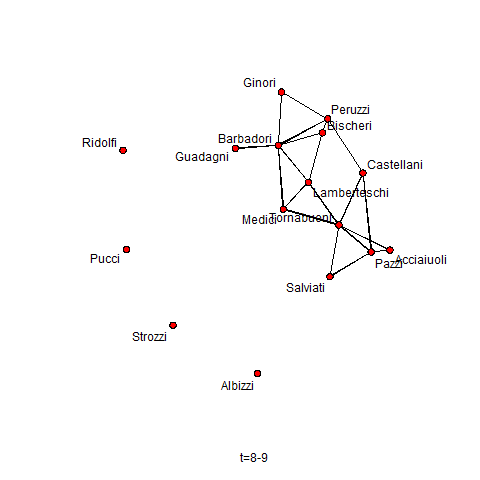 Ginori
Peruzzi
Bischeri
Barbadori
Ridolfi
Guadagni
Castellani
Lamberteschi
Medici
Tornabuoni
Pucci
Acciaiuoli
Pazzi
Salviati
Strozzi
Albizzi
t=8-9